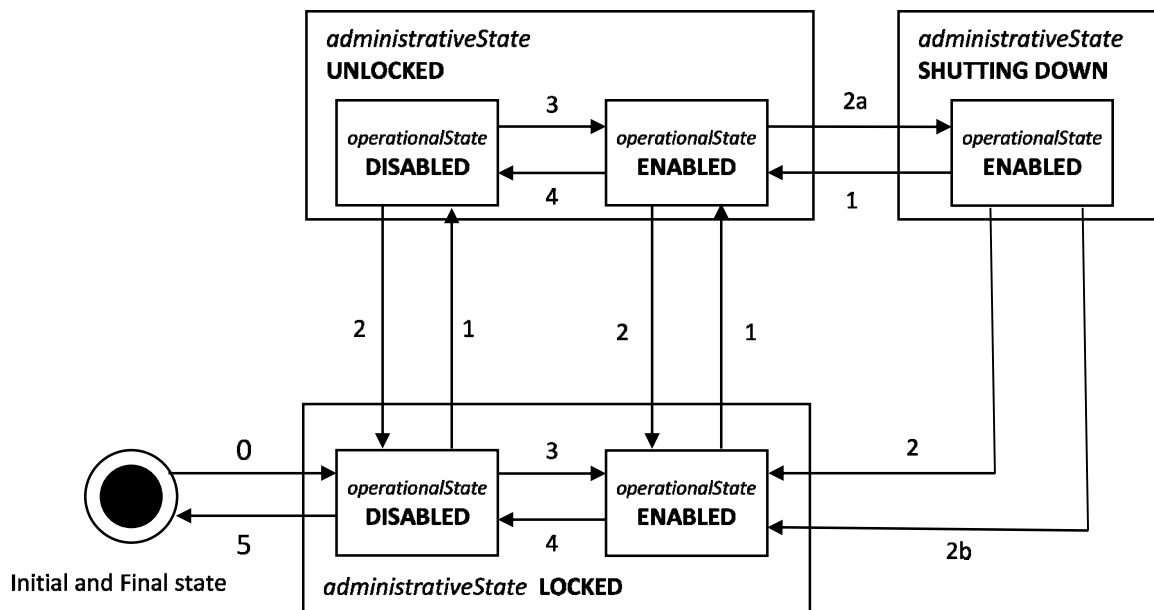 administrativeState
UNLOCKED
administrativeState
SHUTTING DOWN
operationalState
DISABLED
3
4
operationalState
ENABLED
2a
1
operationalState
ENABLED
2
1
2
1
0
5
operationalState
DISABLED
3
4
operationalState
ENABLED
2
2b
Initial and Final state
administrativeState LOCKED